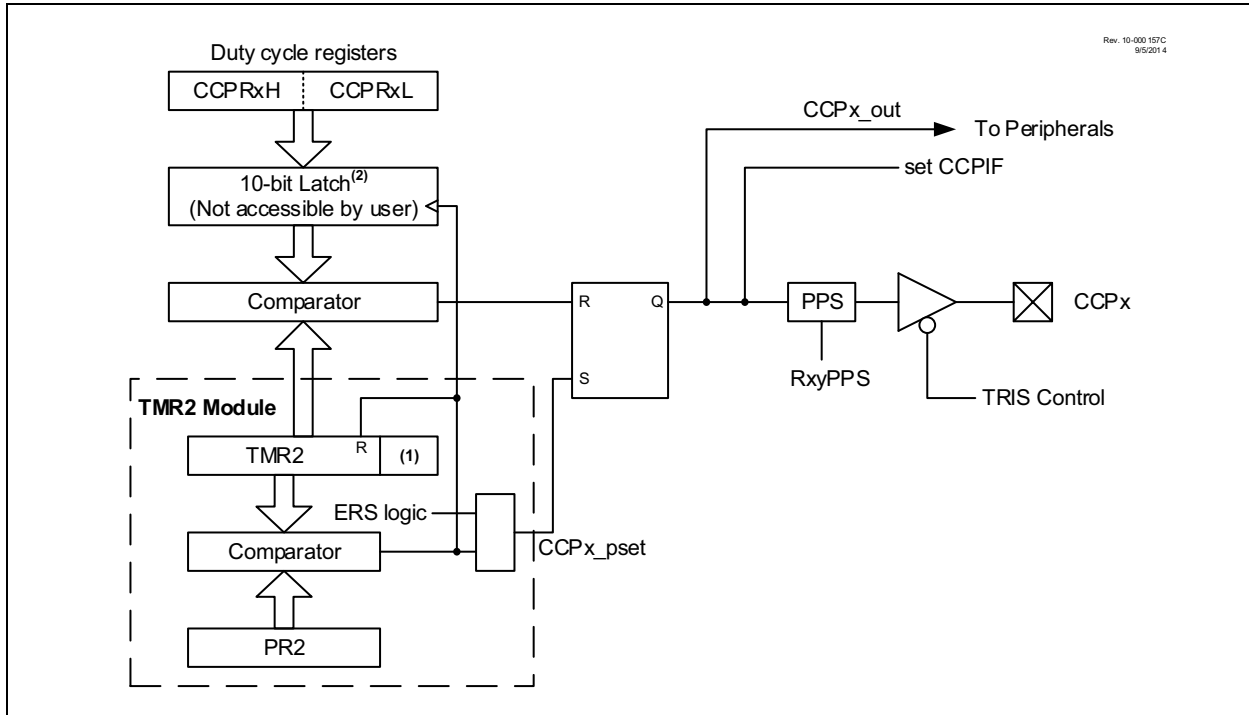 Rev. 10-000 157C
9/5/2014
Duty cycle registers
CCPRxH CCPRxL
CCPx_out
To Peripherals
set CCPIF
10-bit Latch(2)
(Not accessible by user)
Comparator
R Q
PPS
CCPx
S
RxyPPS
TRIS Control
TMR2 Module
R
TMR2 (1)
ERS logic
Comparator
CCPx_pset
PR2